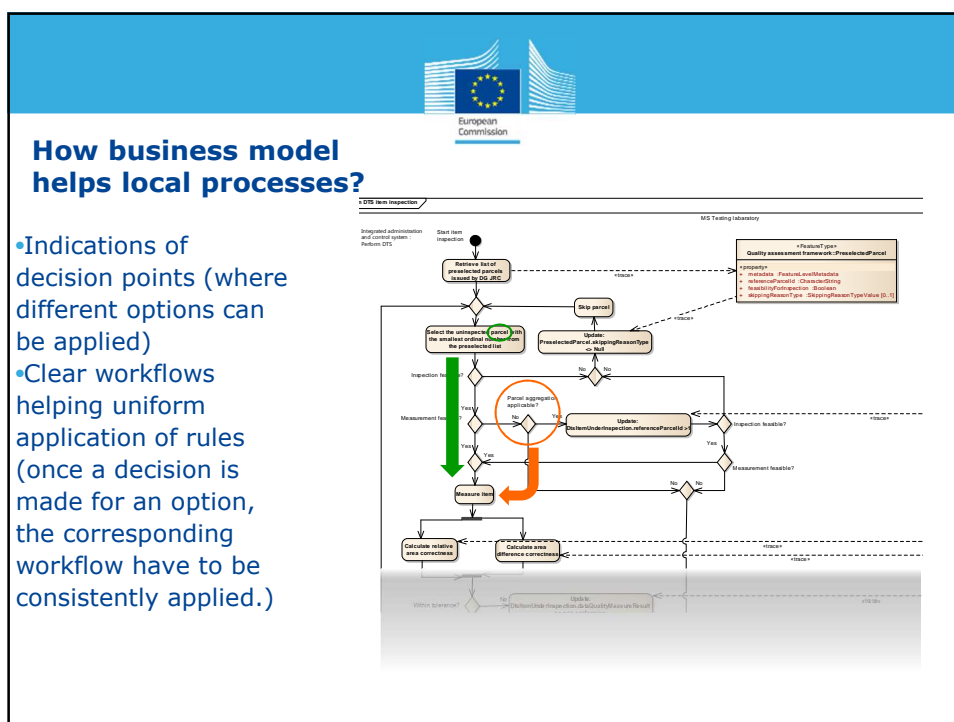 European
Commission
How business model
helps local processes?
•Indications of
decision points (where
different options can
be applied)
•Clear workflows
helping uniform
application of rules
(once a decision is
made for an option,
the corresponding
workflow have to be
consistently applied.)
DTS item inspection
MS Testing labaratory
Integrated administration
and control system :
Perform DTS
Start item
inspection
Retrieve list of
preselected parcels
issued by DG JRC
«trace»
«FeatureType»
Quality assessment framework::PreselectedParcel
«property»
+ metadata :FeatureLevelMetadata
+ referenceParcelId :CharacterString
+ feasibilityForInspection :Boolean
+ skippingReasonType :SkippingReasonTypeValue [0..1]
Skip parcel
«trace»
Select the uninspected parcel with
the smallest ordinal number from
the preselected list
Update:
PreselectedParcel.skippingReasonType
<> Null
Inspection feasible?
No
No
Parcel aggregation
applicable?
Yes
Measurement feasible?
No
Yes
Update:
DtsItemUnderInspection.referenceParcelId >1
Inspection feasible?
«trace»
Yes
Yes
Yes
Measurement feasible?
No
No
Measure item
Calculate relative
area correctness
Calculate area
difference correctness
«trace»
«trace»
Within tolerance?
No
Update:
DtsItemUnderInspection.dataQualityMeasureResult